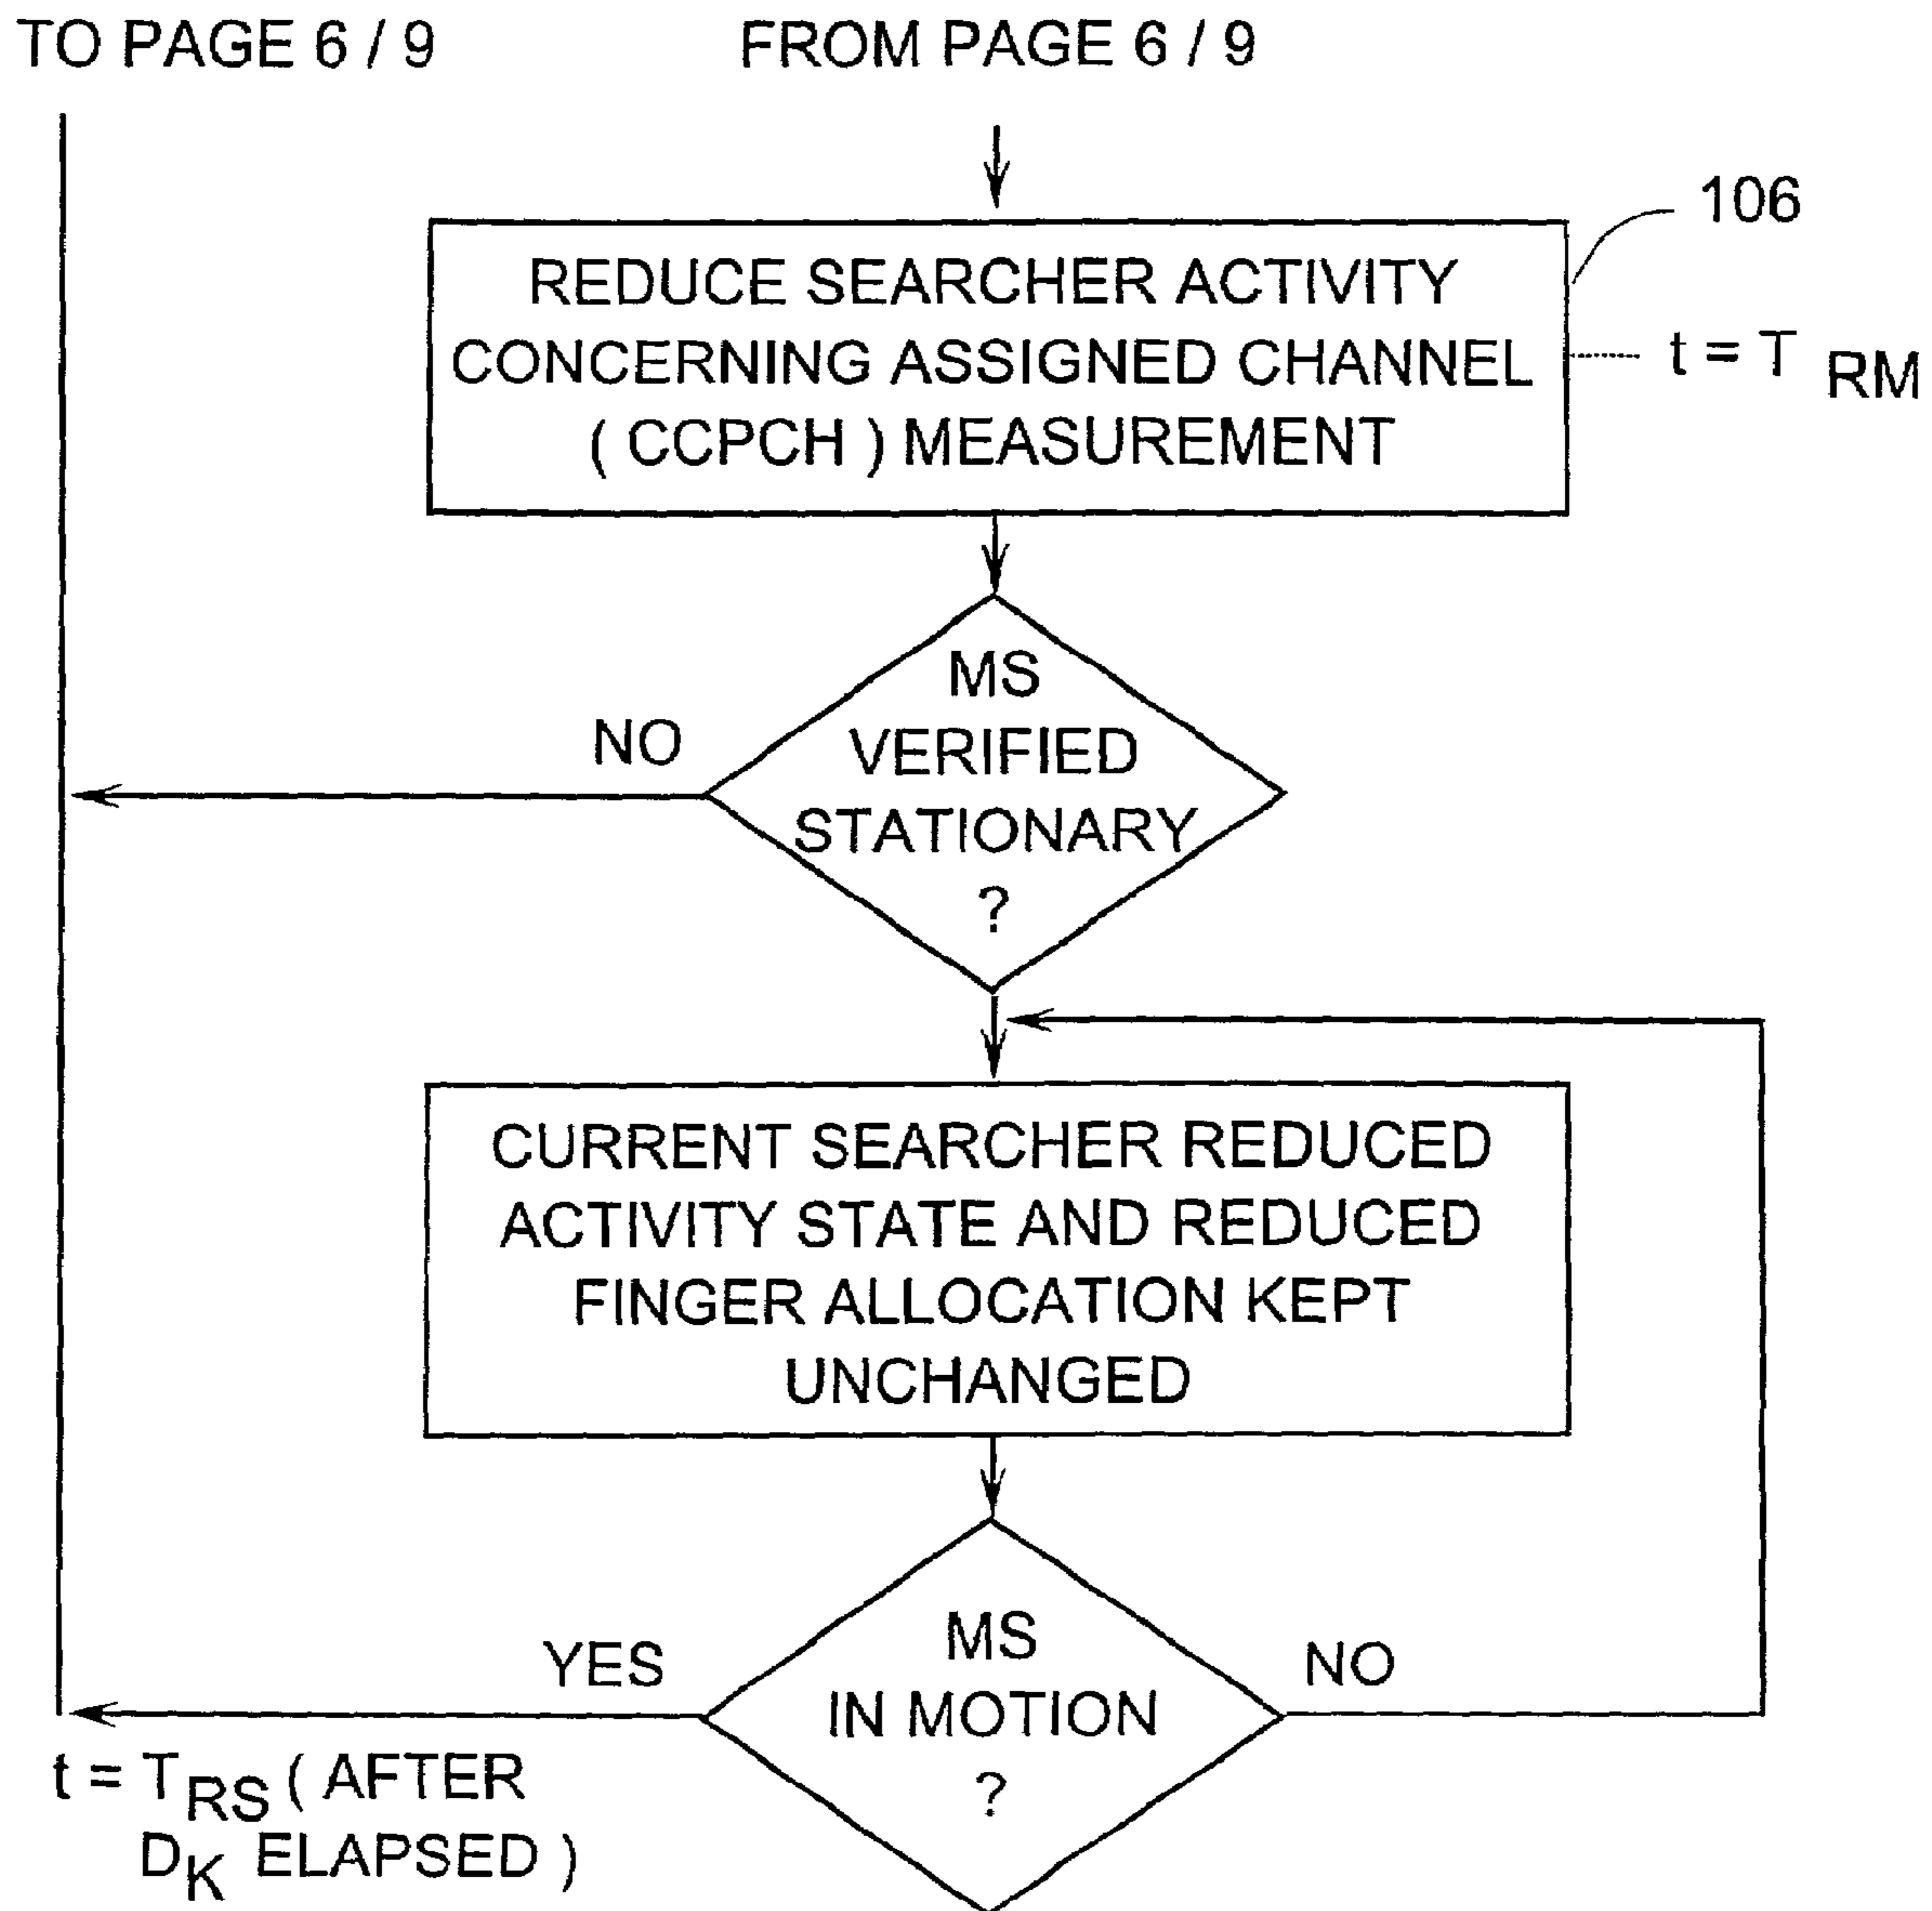 TO PAGE 6 / 9
FROM PAGE 6 / 9
106
REDUCE SEARCHER ACTIVITY
CONCERNING ASSIGNED CHANNEL
( CCPCH ) MEASUREMENT
t = T RM
MS
VERIFIED
STATIONARY
?
NO
CURRENT SEARCHER REDUCED
ACTIVITY STATE AND REDUCED
FINGER ALLOCATION KEPT
UNCHANGED
MS
IN MOTION
?
YES
NO
t = TRS ( AFTER
DK ELAPSED )